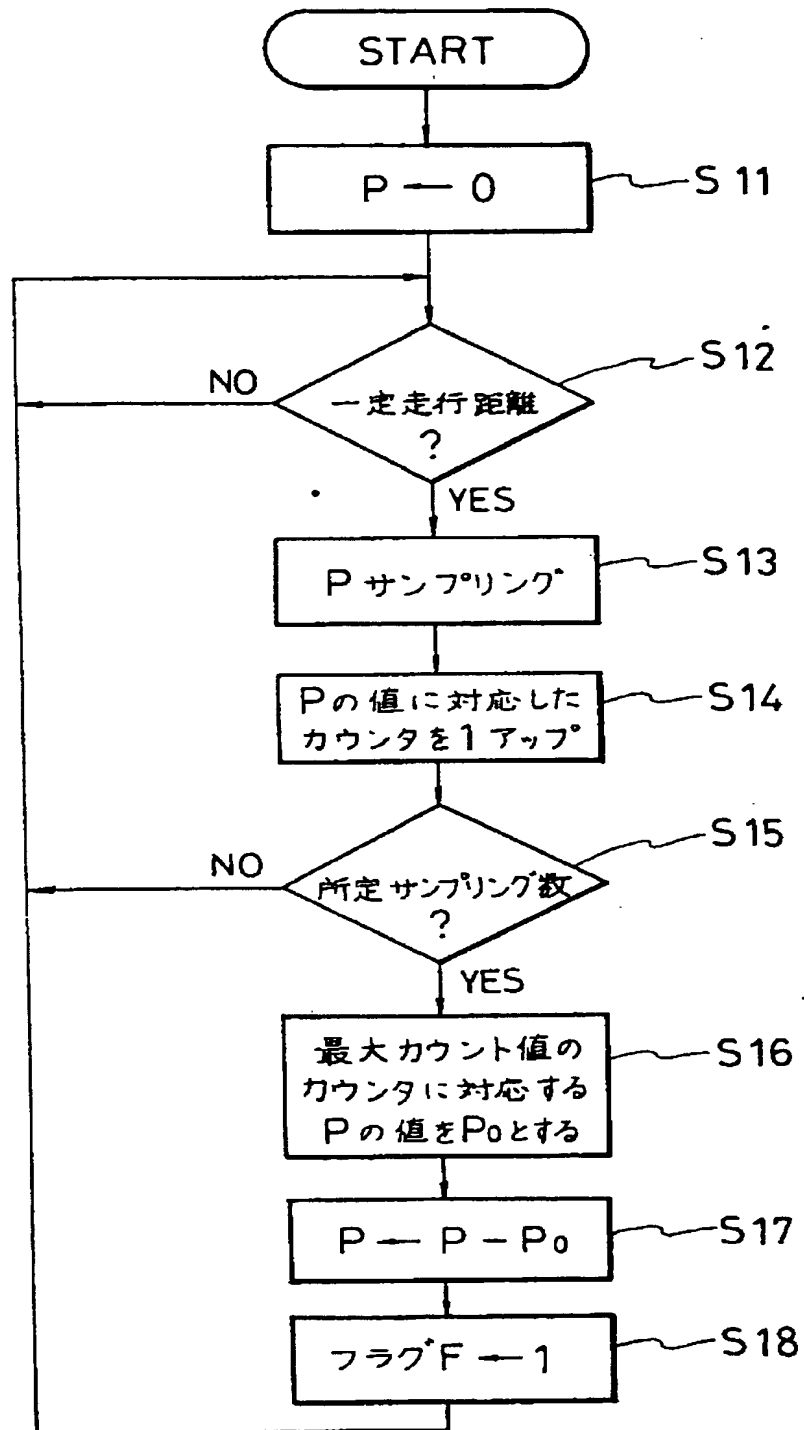 START
P ← 0
S11
S12
NO
一定走行距離
?
YES
S13
P サンプリング
S14
Pの値に対応した
カウンタを1アップ
S15
NO
所定サンプリング数
?
YES
S16
最大カウント値の
カウンタに対応する
Pの値をP₀とする
S17
P ← P − P₀
S18
フラグF ← 1